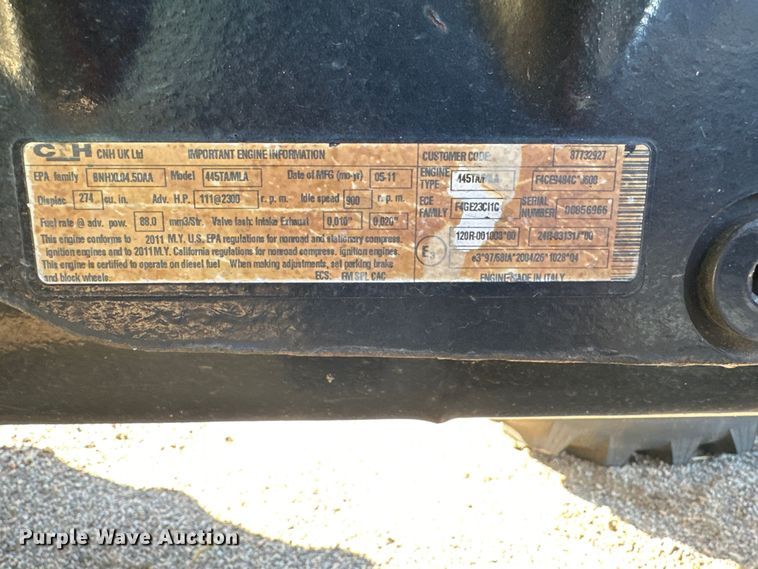 CNH CNH UK Ltd IMPORTANT ENGINE INFORMATION
EPA family BNHXL04.5DAA Model 445TA/MLA Date of MFG (mo-yr) 05-11
Displac 274 cu. in. Adv. H.P. 111@2300 r. p. m. Idle speed 900 r. p. m.
Fuel rate @ adv. pow. 88.0 mm3/Str. Valve lash: Intake Exhaust 0,010" 0,020"
This engine conforms to 2011 M.Y. U.S. EPA regulations for nonroad and stationary compress.
ignition engines and to 2011 M.Y. California regulations for nonroad compress. ignition engines.
This engine is certified to operate on diesel fuel When making adjustments, set parking brake
and block wheels. ECS: EM SPL CAC
CUSTOMER CODE: 87732927
ENGINE TYPE 445TA/MLA F4CE9484C*J600
ECE FAMILY F4GE23CI1C SERIAL NUMBER 00856966
E3 120R-001008*00 24R-031317*00
e3*97/68IA*2004/26*1028*04
ENGINE MADE IN ITALY
Purple Wave Auction